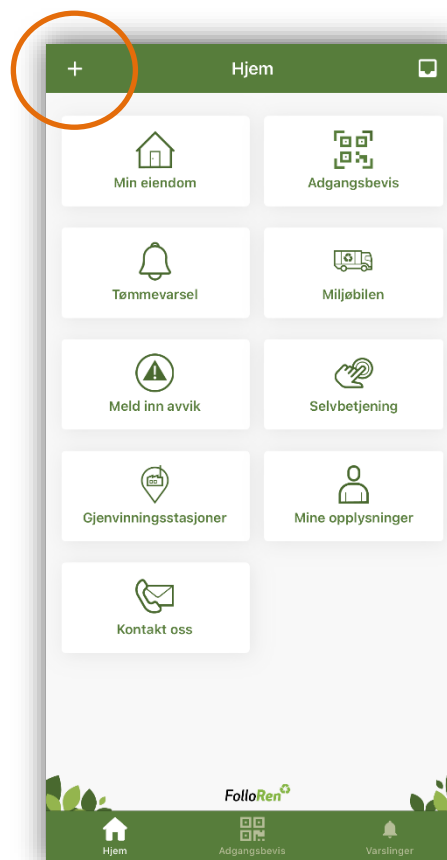 Hjem
Min eiendom
Adgangsbevis
Tømmevarsel
Miljøbilen
Meld inn avvik
Selvbetjening
Gjenvinningsstasjoner
Mine opplysninger
Kontakt oss
FolloRen
Hjem
Adgangsbevis
Varslinger